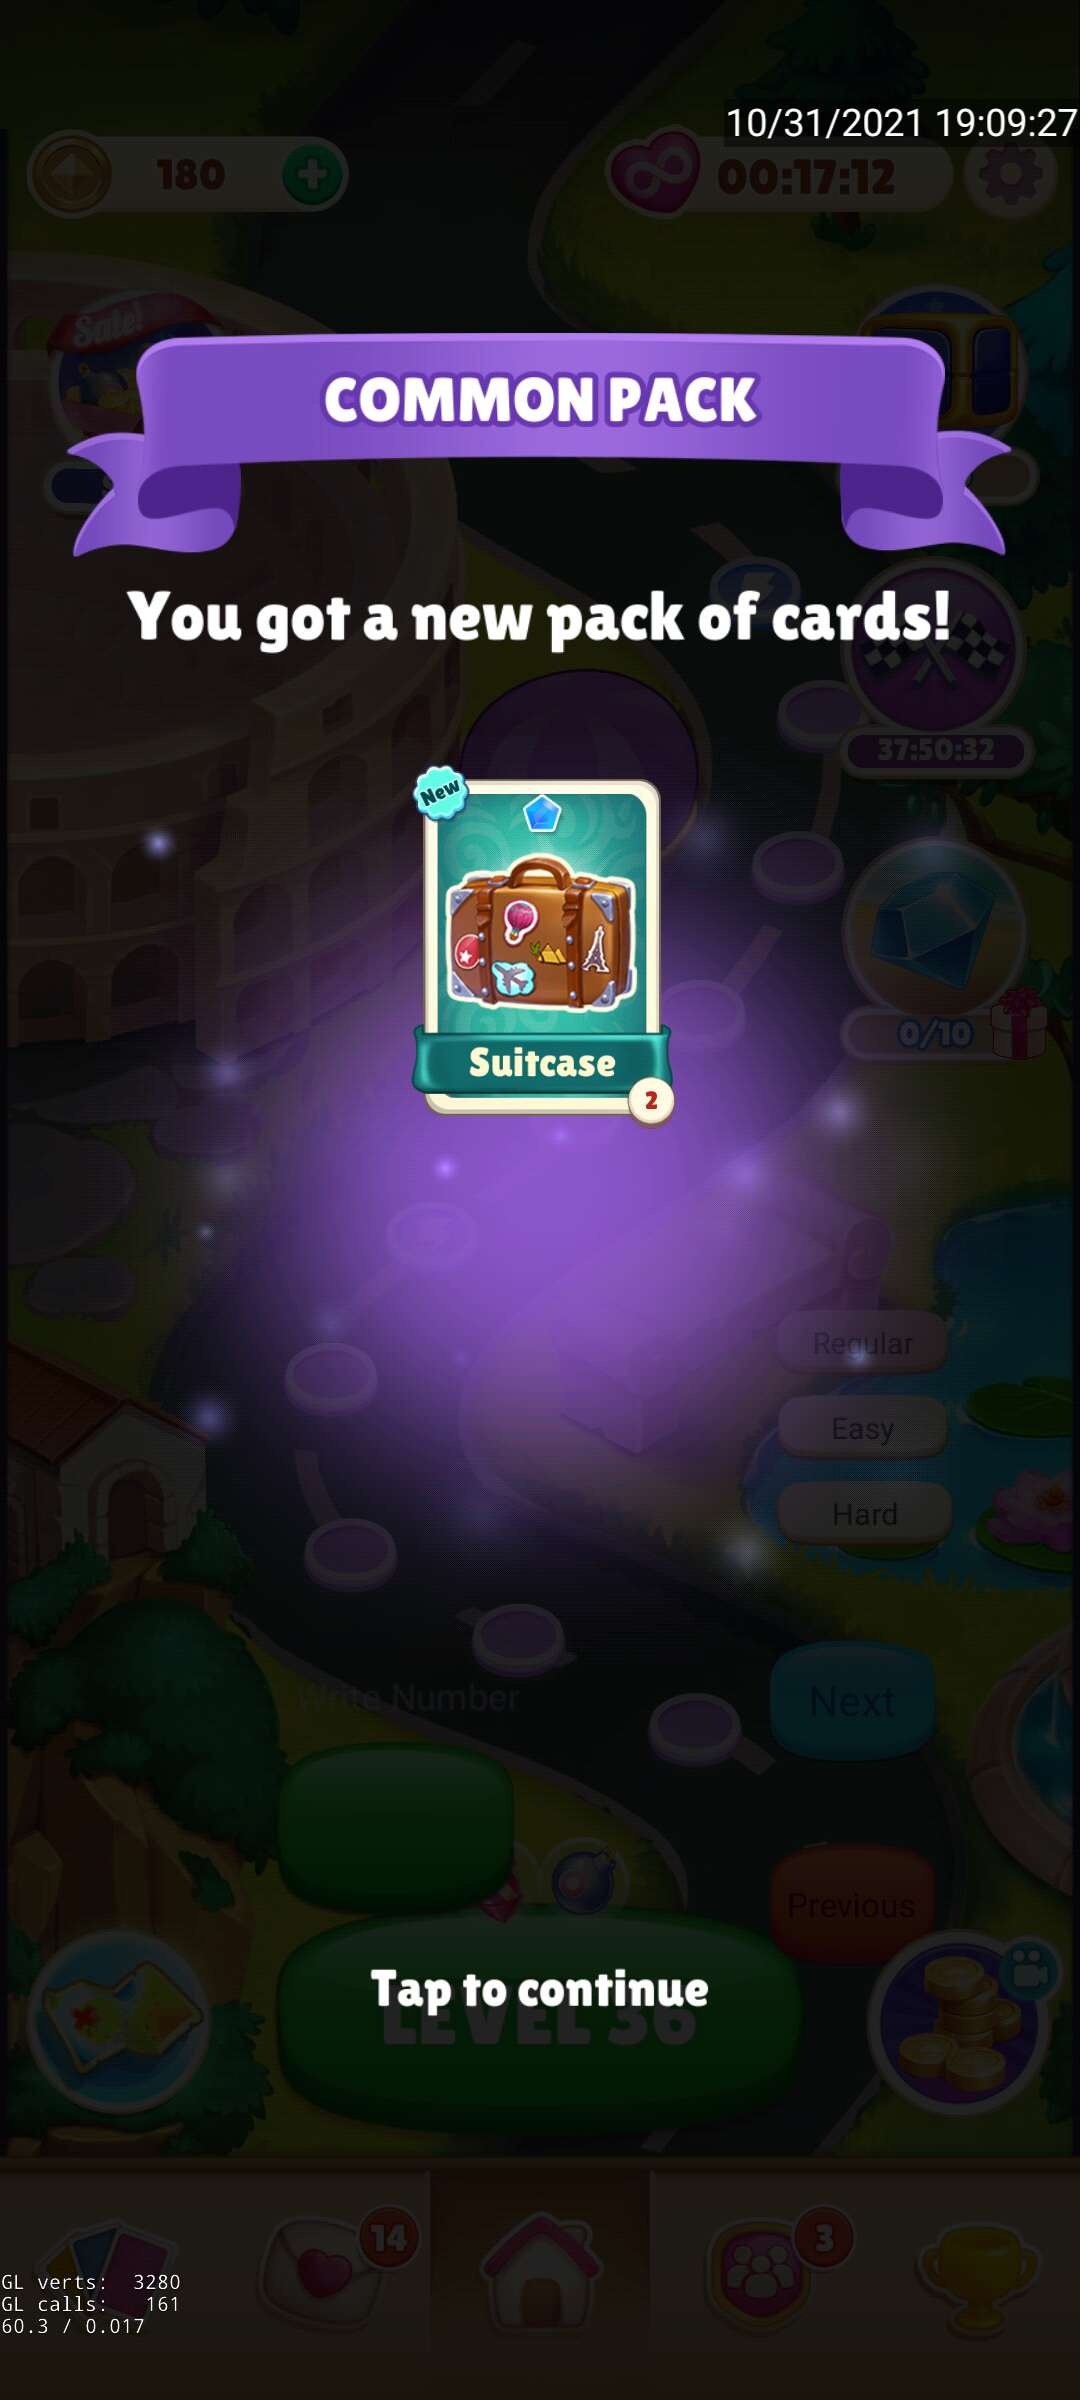 10/31/2021 19:09:27
180
00:17:12
Sale!
COMMON PACK
You got a new pack of cards!
37:50:32
New
0/10
Suitcase
2
Regular
Easy
Hard
Write Number
Next
Previous
Tap to continue
LEVEL 36
14
3
GL verts: 3280
GL calls: 161
60.3 / 0.017